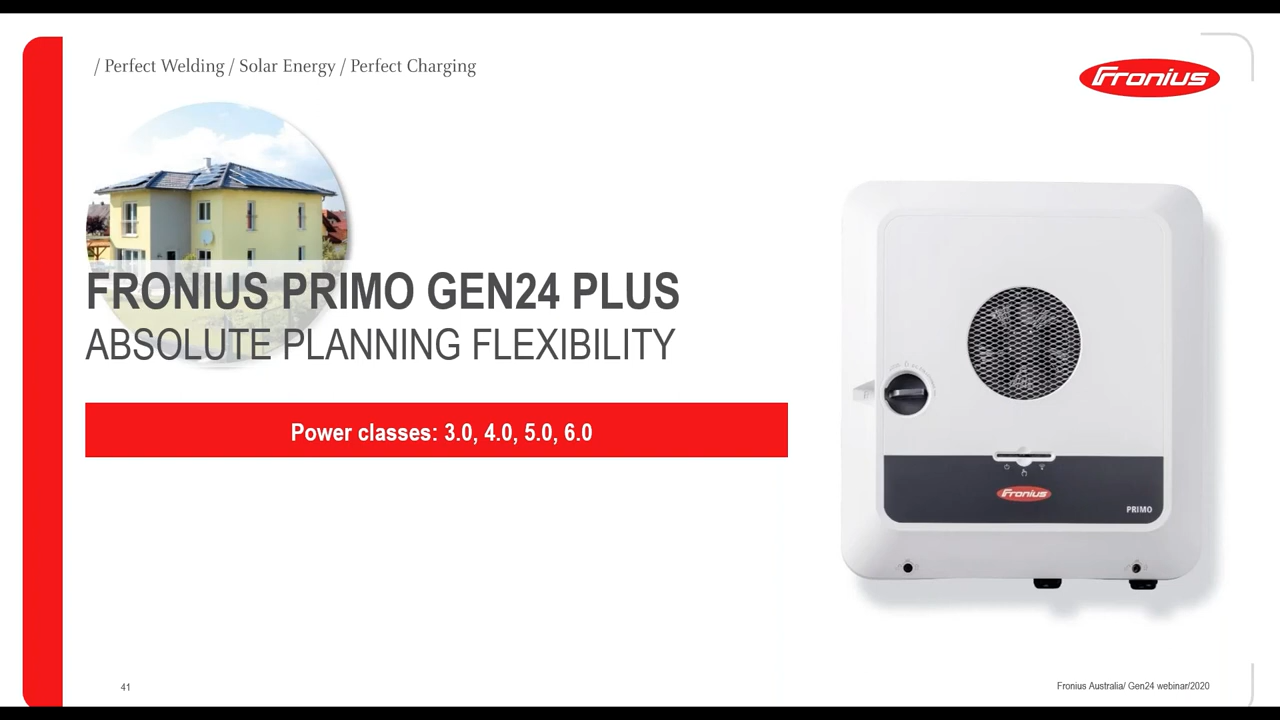 / Perfect Welding / Solar Energy / Perfect Charging
Fronius
FRONIUS PRIMO GEN24 PLUS
ABSOLUTE PLANNING FLEXIBILITY
Power classes: 3.0, 4.0, 5.0, 6.0
Fronius
PRIMO
41
Fronius Australia/ Gen24 webinar/2020